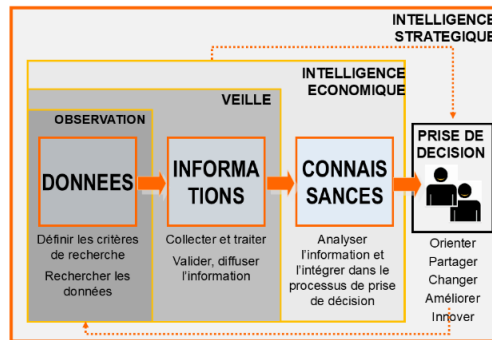 INTELLIGENCE
STRATEGIQUE
INTELLIGENCE
ECONOMIQUE
VEILLE
OBSERVATION
DONNEES
INFORMA
TIONS
CONNAIS
SANCES
PRISE DE
DECISION
Définir les critères
de recherche
Rechercher les
données
Collecter et traiter
Valider, diffuser
l'information
Analyser
l'information et
l'intégrer dans le
processus de prise
de décision
Orienter
Partager
Changer
Améliorer
Innover